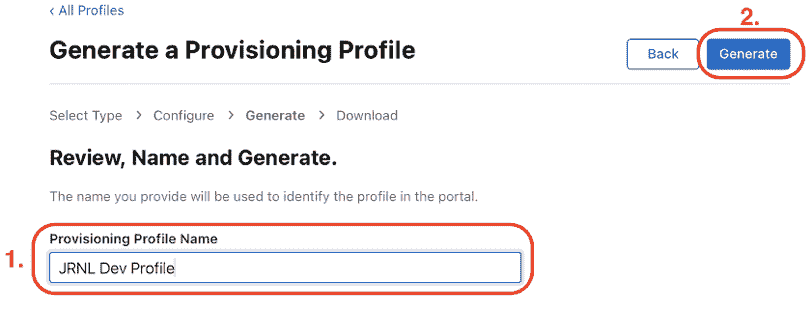 ‹ All Profiles
2.
Generate a Provisioning Profile
Back
Generate
Select Type > Configure > Generate > Download
Review, Name and Generate.
The name you provide will be used to identify the profile in the portal.
1.
Provisioning Profile Name
JRNL Dev Profile